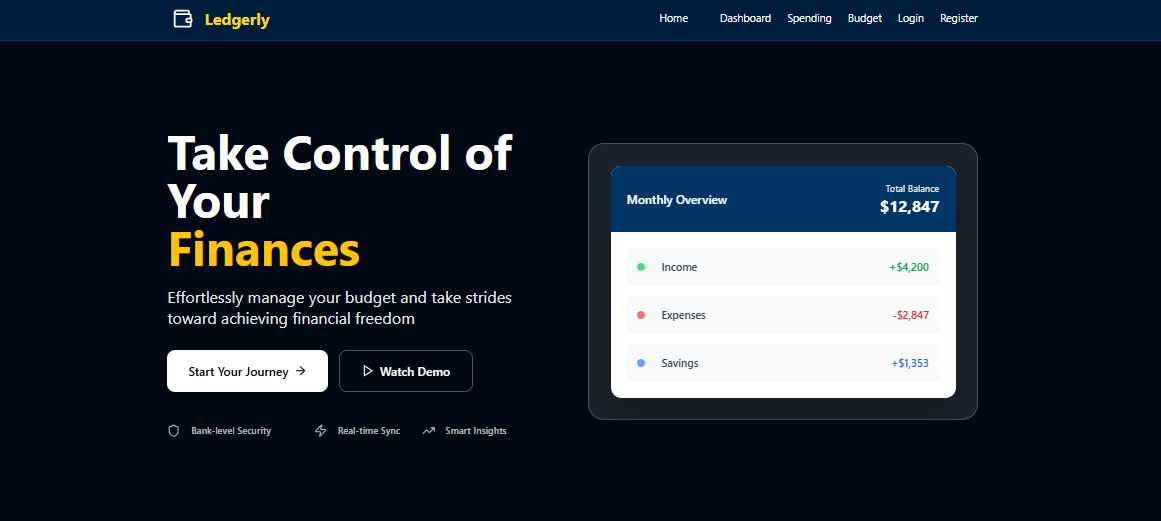 Ledgerly
Home Dashboard Spending Budget Login Register
Take Control of
Your
Finances
Effortlessly manage your budget and take strides
toward achieving financial freedom
Start Your Journey →
Watch Demo
Bank-level Security Real-time Sync Smart Insights
Monthly Overview
Total Balance
$12,847
Income +$4,200
Expenses -$2,847
Savings +$1,353